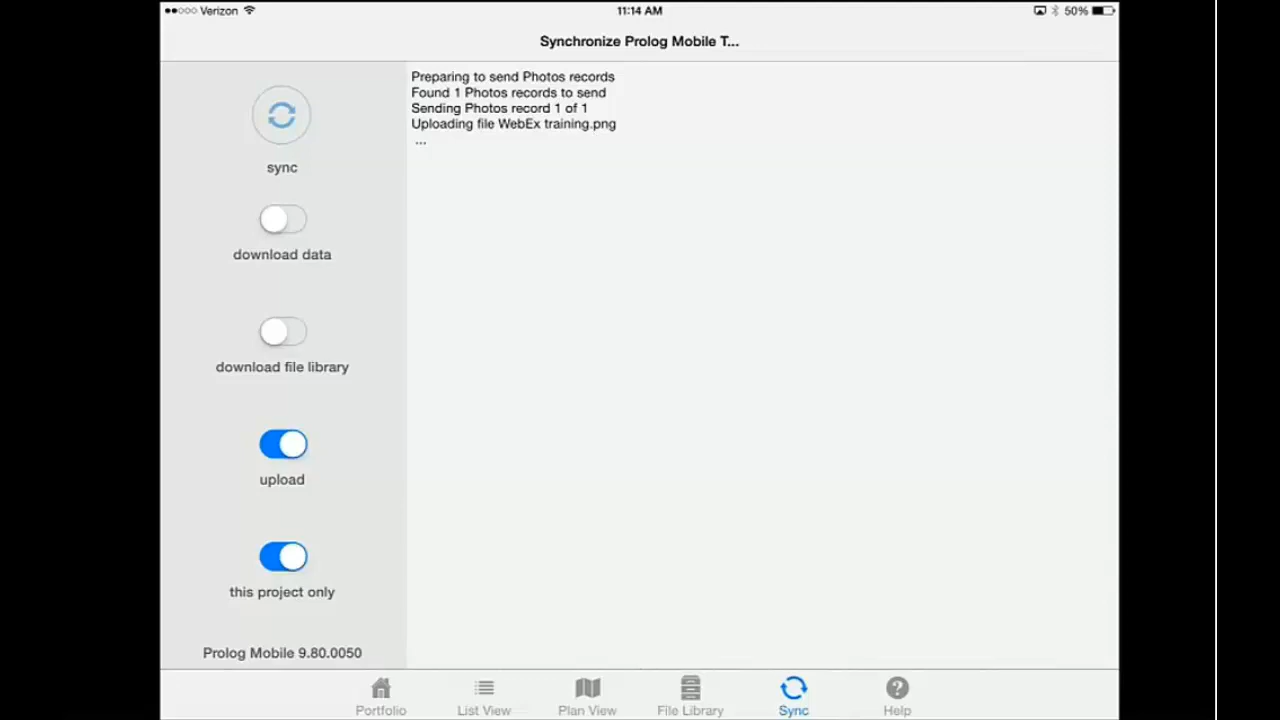 Verizon
11:14 AM
50%
Synchronize Prolog Mobile T...
sync
download data
download file library
upload
this project only
Prolog Mobile 9.80.0050
Preparing to send Photos records
Found 1 Photos records to send
Sending Photos record 1 of 1
Uploading file WebEx training.png
...
Portfolio
List View
Plan View
File Library
Sync
? Help